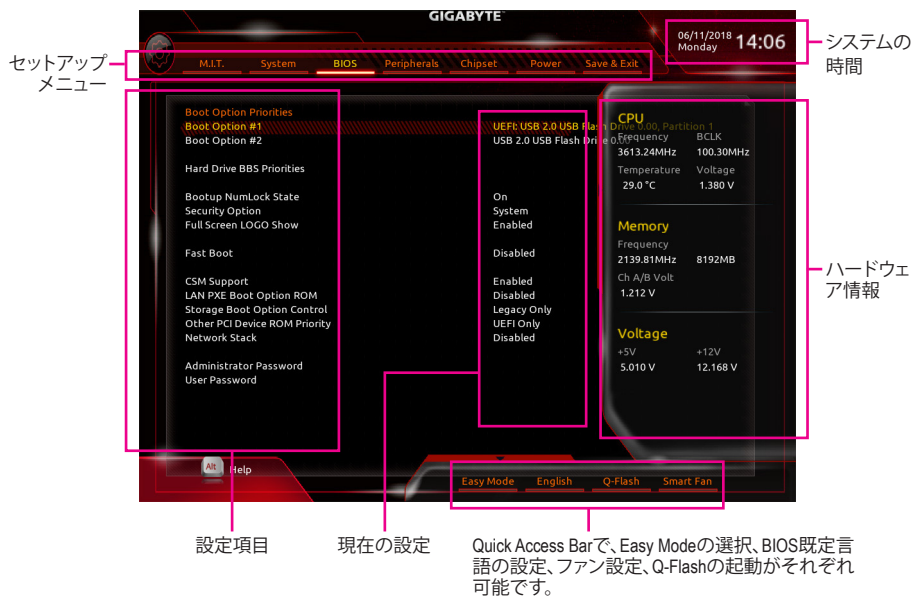 GIGABYTE
06/11/2018
Monday
14:06
システムの
時間
セットアップ
メニュー
M.I.T.
System
BIOS
Peripherals
Chipset
Power
Save & Exit
Boot Option Priorities
Boot Option #1
UEFI: USB 2.0 USB Flash Drive 0.00, Partition 1
Boot Option #2
USB 2.0 USB Flash Drive 0.00
Hard Drive BBS Priorities
Bootup NumLock State
On
Security Option
System
Full Screen LOGO Show
Enabled
Fast Boot
Disabled
CSM Support
Enabled
LAN PXE Boot Option ROM
Disabled
Storage Boot Option Control
Legacy Only
Other PCI Device ROM Priority
UEFI Only
Network Stack
Disabled
Administrator Password
User Password
CPU
Frequency
BCLK
3613.24MHz
100.30MHz
Temperature
Voltage
29.0 °C
1.380 V
Memory
Frequency
2139.81MHz
8192MB
Ch A/B Volt
1.212 V
Voltage
+5V
+12V
5.010 V
12.168 V
ハードウェ
ア情報
Alt
Help
Easy Mode
English
Q-Flash
Smart Fan
設定項目
現在の設定
Quick Access Barで、Easy Modeの選択、BIOS既定言
語の設定、ファン設定、Q-Flashの起動がそれぞれ
可能です。